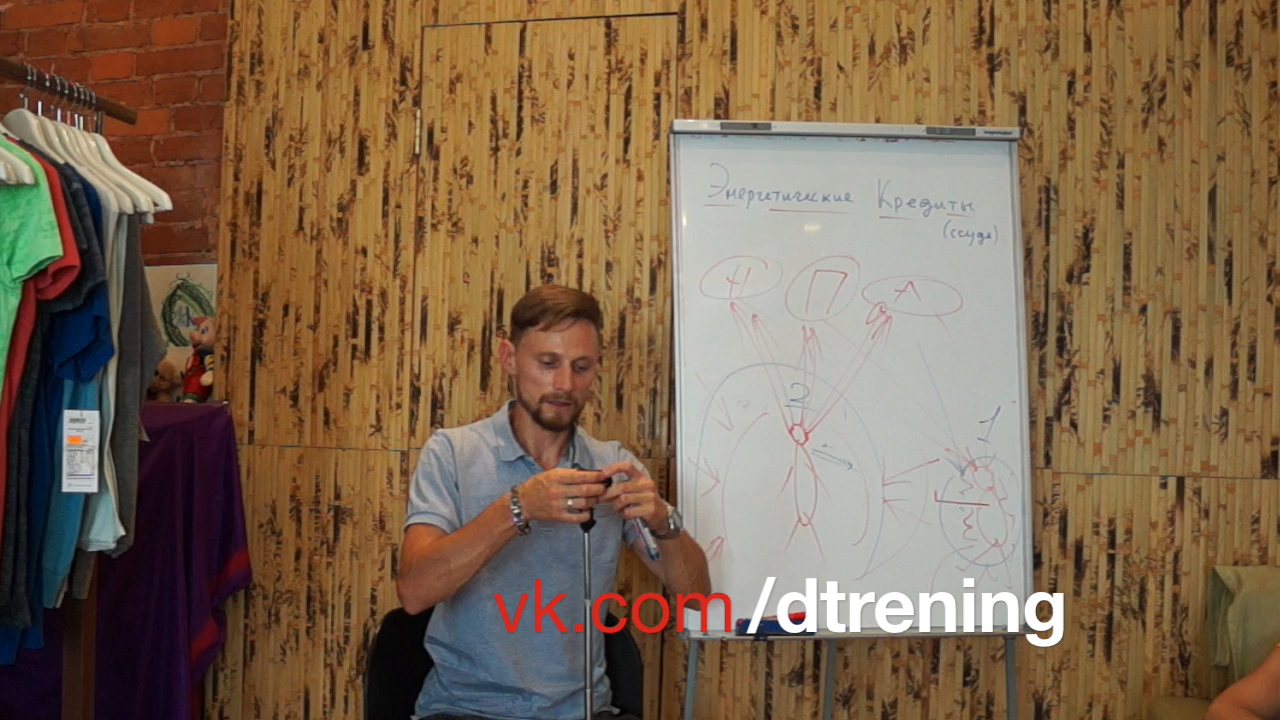 Энергетические Кредиты
(ссуда)
Н П А
2
1
vk.com/dtrening